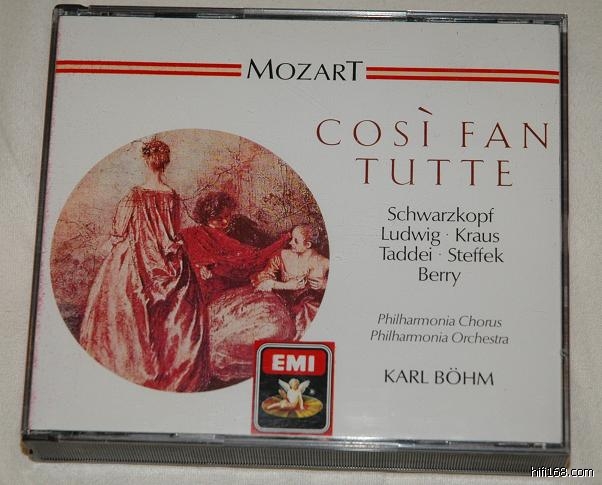 MOZART
COSÌ FAN
TUTTE
Schwarzkopf
Ludwig · Kraus
Taddei · Steffek
Berry
Philharmonia Chorus
Philharmonia Orchestra
EMI
KARL BÖHM
hifi168.com